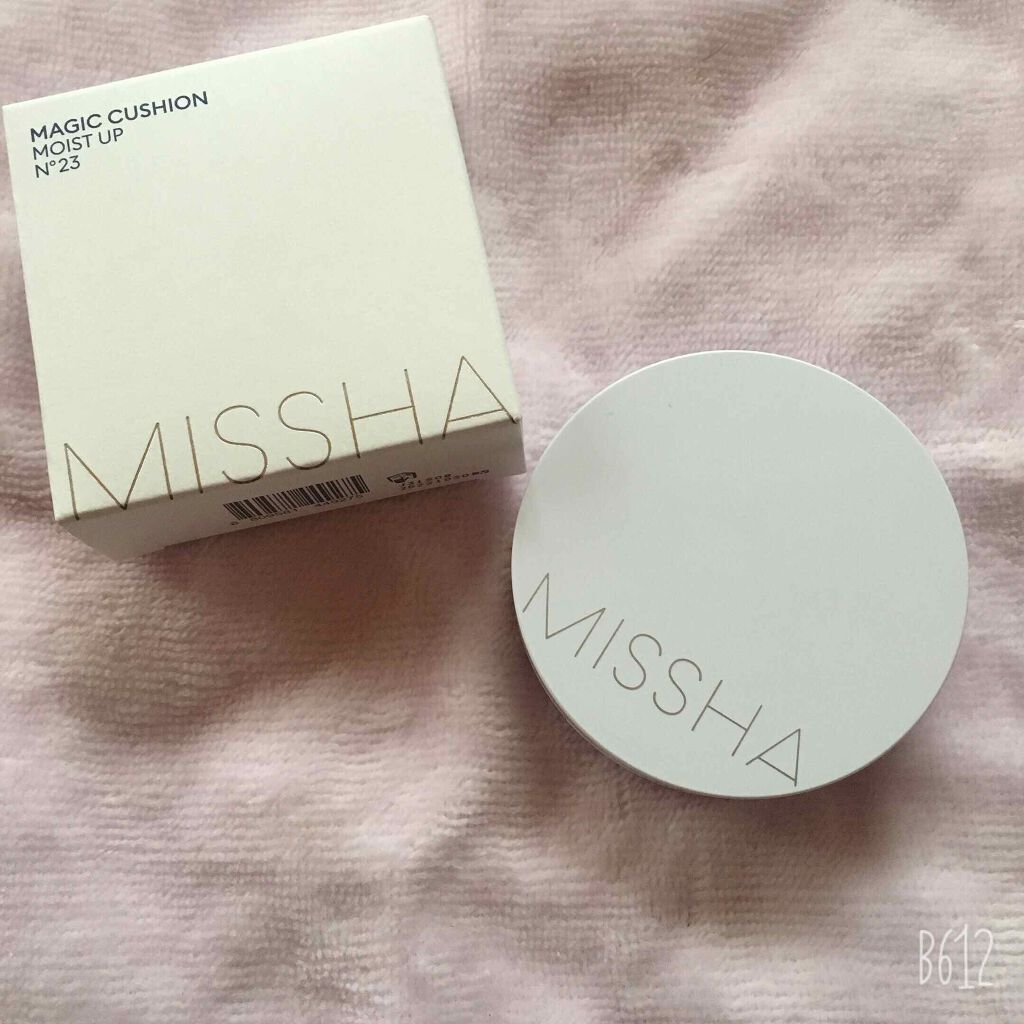 MAGIC CUSHION
MOIST UP
N°23
MISSHA
MISSHA
B612